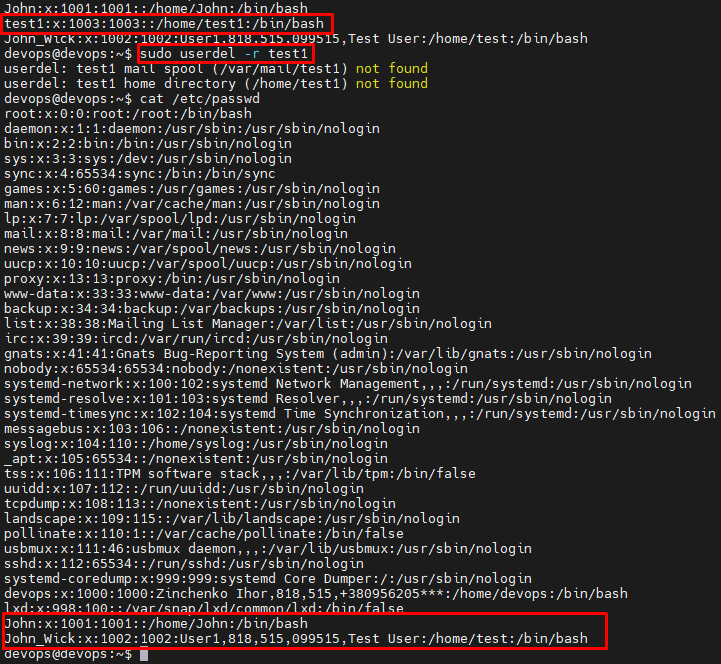 John:x:1001:1001::/home/John:/bin/bash
test1:x:1003:1003::/home/test1:/bin/bash
John_Wick:x:1002:1002:User1,818,515,099515,Test User:/home/test:/bin/bash
devops@devops:~$ sudo userdel -r test1
userdel: test1 mail spool (/var/mail/test1) not found
userdel: test1 home directory (/home/test1) not found
devops@devops:~$ cat /etc/passwd
root:x:0:0:root:/root:/bin/bash
daemon:x:1:1:daemon:/usr/sbin:/usr/sbin/nologin
bin:x:2:2:bin:/bin:/usr/sbin/nologin
sys:x:3:3:sys:/dev:/usr/sbin/nologin
sync:x:4:65534:sync:/bin:/bin/sync
games:x:5:60:games:/usr/games:/usr/sbin/nologin
man:x:6:12:man:/var/cache/man:/usr/sbin/nologin
lp:x:7:7:lp:/var/spool/lpd:/usr/sbin/nologin
mail:x:8:8:mail:/var/mail:/usr/sbin/nologin
news:x:9:9:news:/var/spool/news:/usr/sbin/nologin
uucp:x:10:10:uucp:/var/spool/uucp:/usr/sbin/nologin
proxy:x:13:13:proxy:/bin:/usr/sbin/nologin
www-data:x:33:33:www-data:/var/www:/usr/sbin/nologin
backup:x:34:34:backup:/var/backups:/usr/sbin/nologin
list:x:38:38:Mailing List Manager:/var/list:/usr/sbin/nologin
irc:x:39:39:ircd:/var/run/ircd:/usr/sbin/nologin
gnats:x:41:41:Gnats Bug-Reporting System (admin):/var/lib/gnats:/usr/sbin/nologin
nobody:x:65534:65534:nobody:/nonexistent:/usr/sbin/nologin
systemd-network:x:100:102:systemd Network Management,,,:/run/systemd:/usr/sbin/nologin
systemd-resolve:x:101:103:systemd Resolver,,,:/run/systemd:/usr/sbin/nologin
systemd-timesync:x:102:104:systemd Time Synchronization,,,:/run/systemd:/usr/sbin/nologin
messagebus:x:103:106::/nonexistent:/usr/sbin/nologin
syslog:x:104:110::/home/syslog:/usr/sbin/nologin
_apt:x:105:65534::/nonexistent:/usr/sbin/nologin
tss:x:106:111:TPM software stack,,,:/var/lib/tpm:/bin/false
uuidd:x:107:112::/run/uuidd:/usr/sbin/nologin
tcpdump:x:108:113::/nonexistent:/usr/sbin/nologin
landscape:x:109:115::/var/lib/landscape:/usr/sbin/nologin
pollinate:x:110:1::/var/cache/pollinate:/bin/false
usbmux:x:111:46:usbmux daemon,,,:/var/lib/usbmux:/usr/sbin/nologin
sshd:x:112:65534::/run/sshd:/usr/sbin/nologin
systemd-coredump:x:999:999:systemd Core Dumper:/:/usr/sbin/nologin
devops:x:1000:1000:Zinchenko Ihor,818,515,+380956205***:/home/devops:/bin/bash
lxd:x:998:100::/var/snap/lxd/common/lxd:/bin/false
John:x:1001:1001::/home/John:/bin/bash
John_Wick:x:1002:1002:User1,818,515,099515,Test User:/home/test:/bin/bash
devops@devops:~$